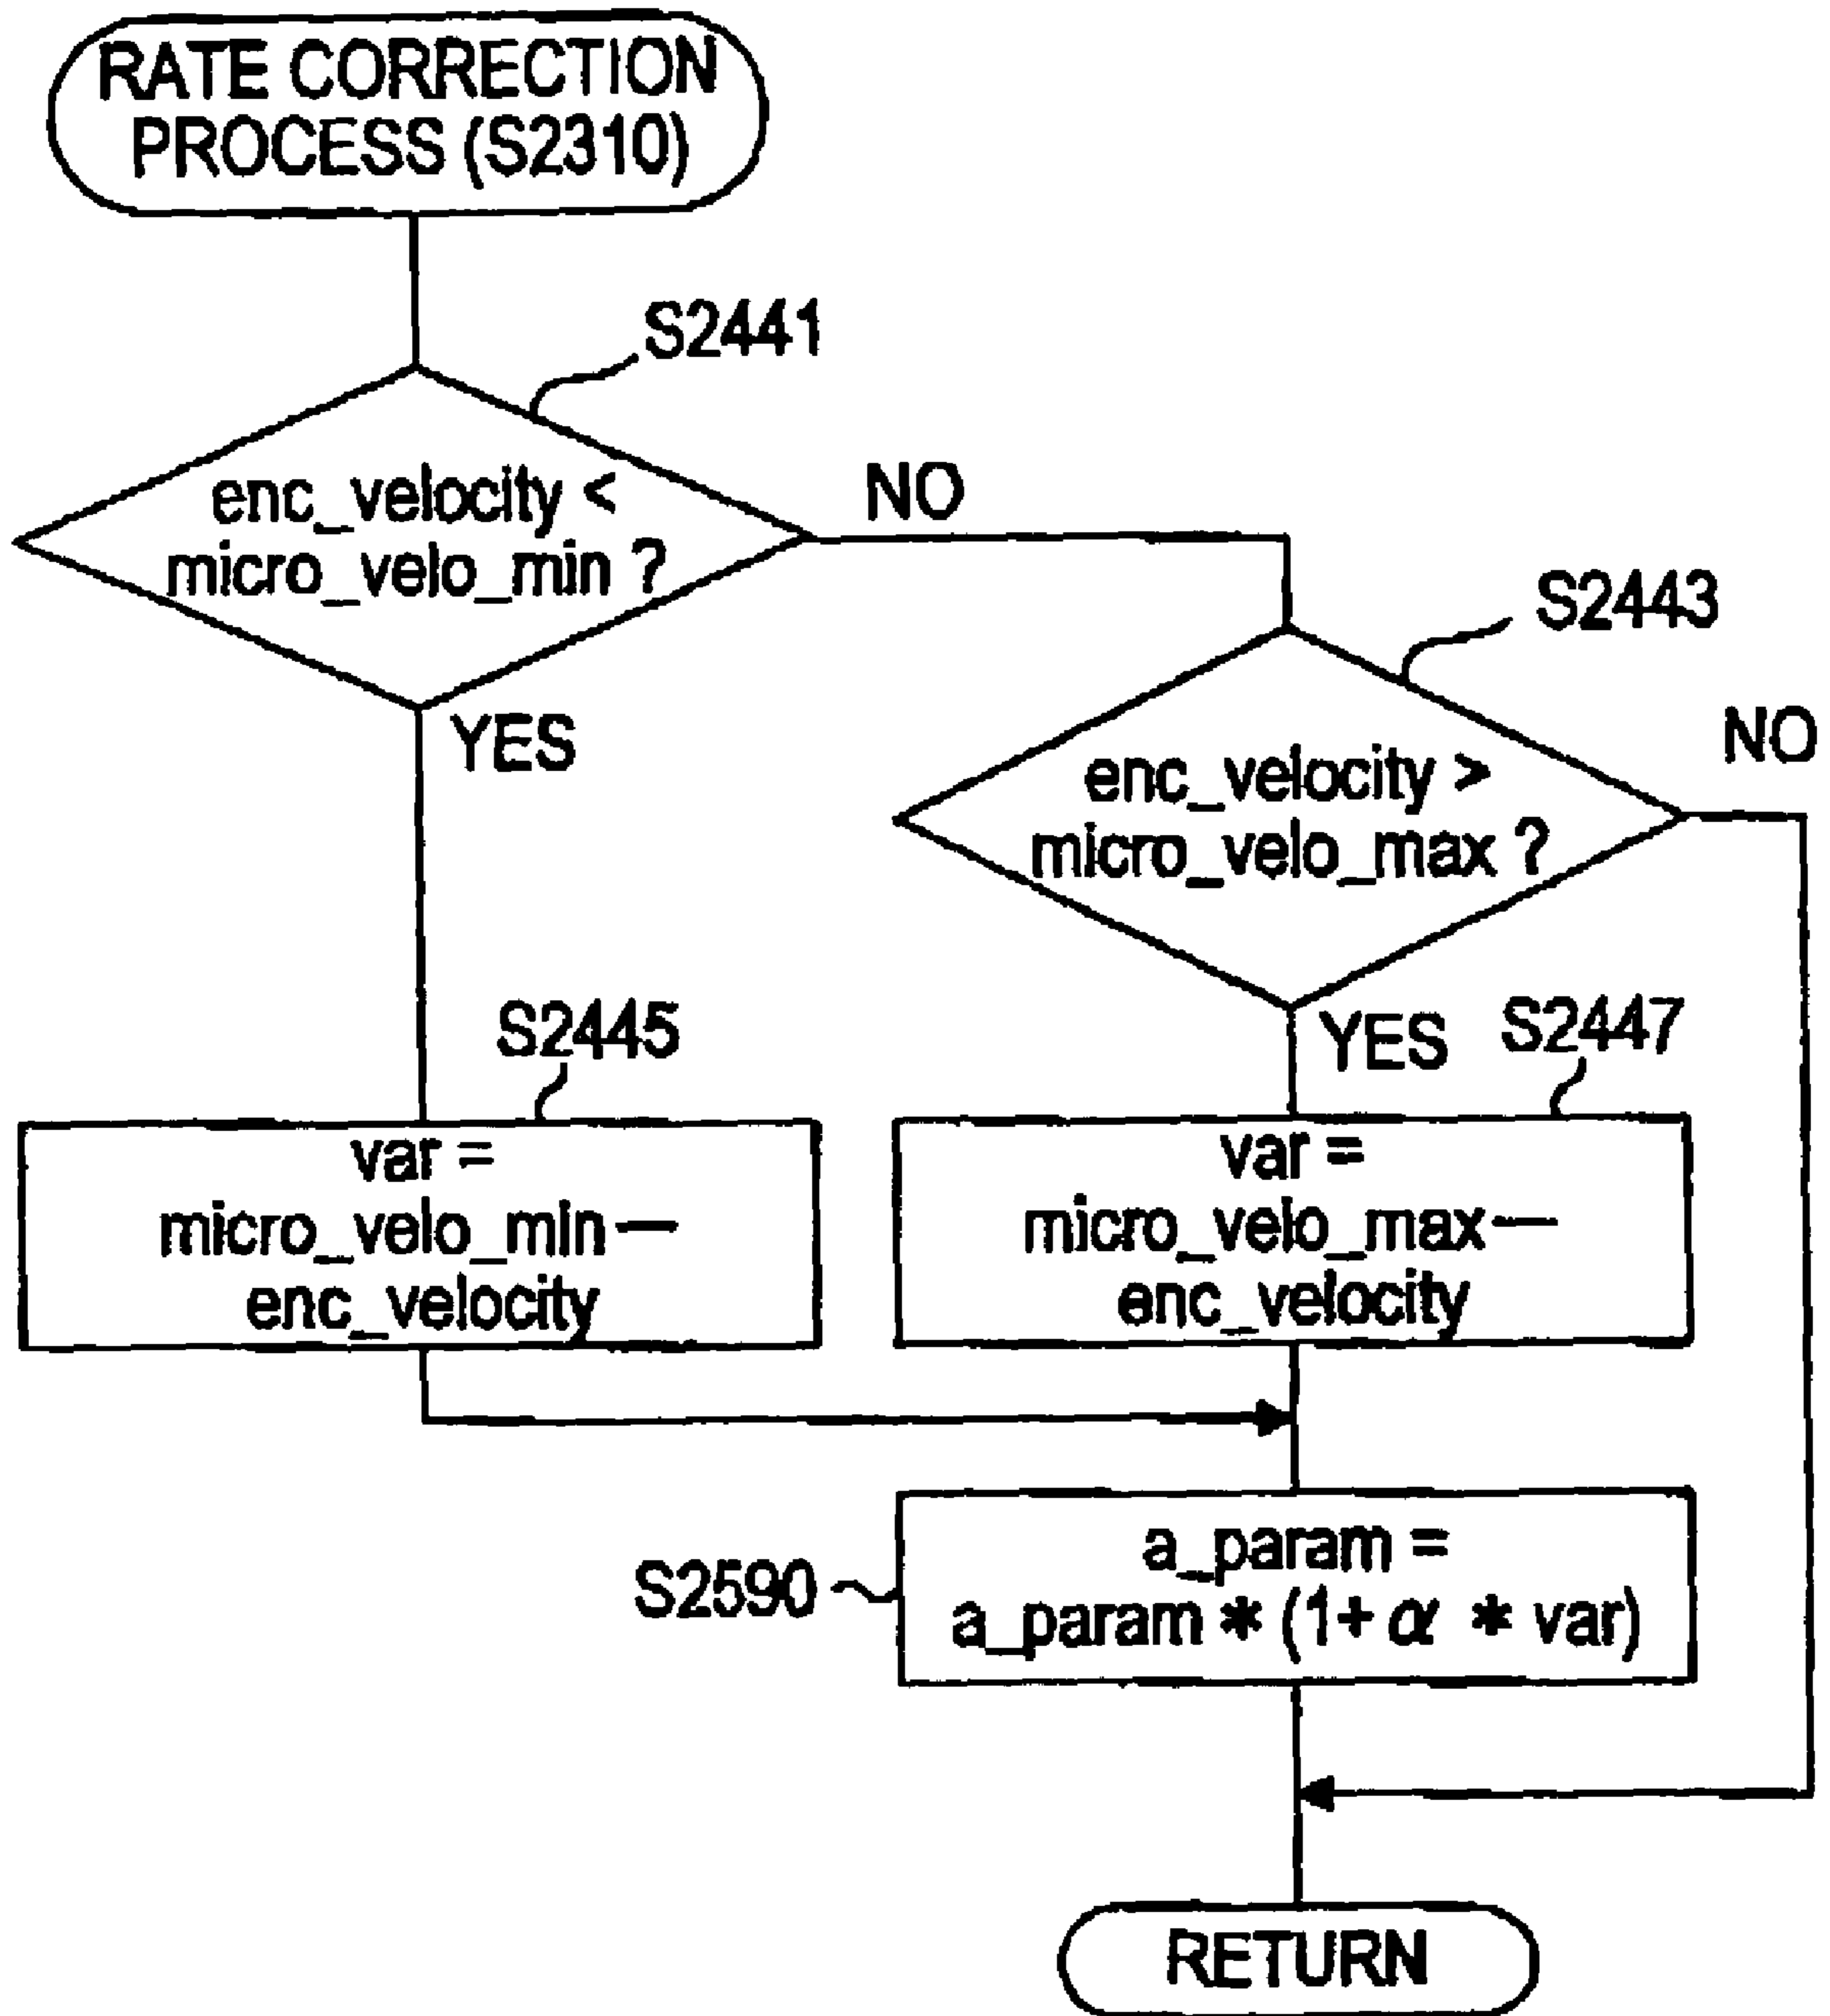 RATE CORRECTION
PROCESS (S2310)
S2441
enc_velocity <
micro_velo_min ?
NO
YES
S2443
enc_velocity >
micro_velo_max ?
NO
YES
S2445
var =
micro_velo_min —
enc_velocity
S2447
var =
micro_velo_max —
enc_velocity
S2590
a_param =
a_param * (1+ α * var)
RETURN